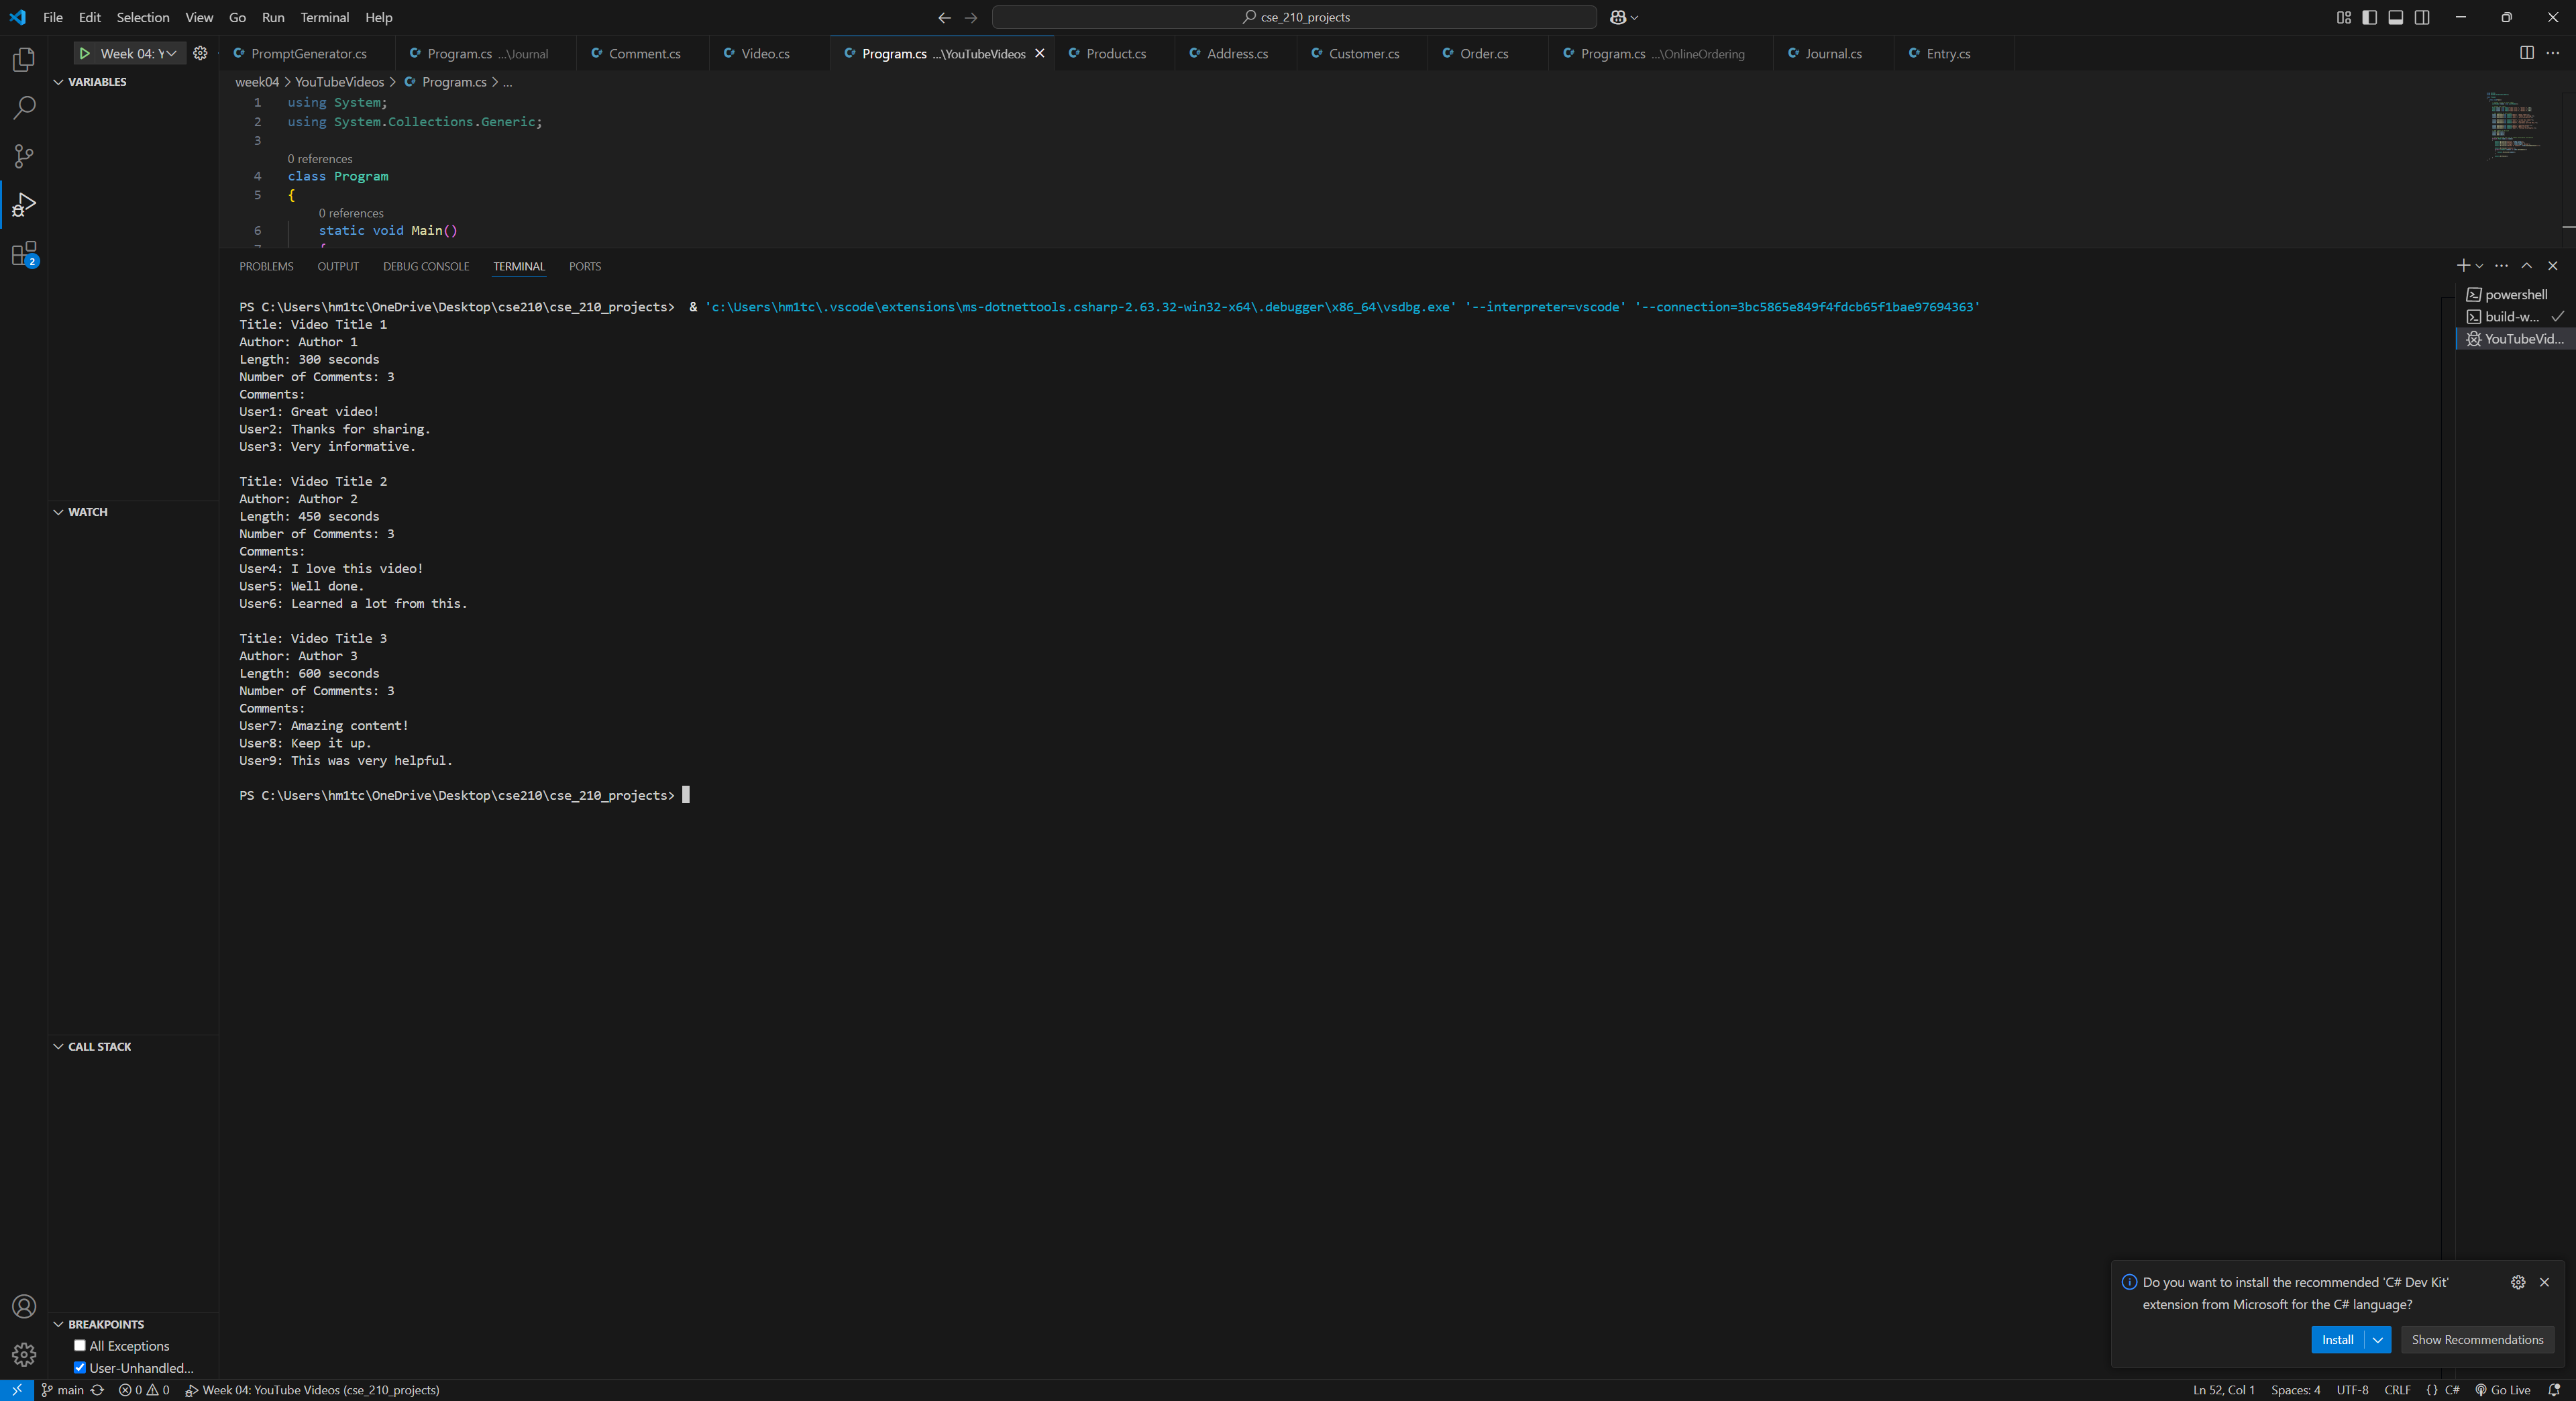 File Edit Selection View Go Run Terminal Help
cse_210_projects
Week 04: Y
PromptGenerator.cs
Program.cs ...\Journal
Comment.cs
Video.cs
Program.cs ...\YouTubeVideos
Product.cs
Address.cs
Customer.cs
Order.cs
Program.cs ...\OnlineOrdering
Journal.cs
Entry.cs
VARIABLES
week04 > YouTubeVideos > Program.cs > ...
1 using System;
2 using System.Collections.Generic;
3
0 references
4 class Program
5 {
0 references
6 static void Main()
7 {
2
PROBLEMS OUTPUT DEBUG CONSOLE TERMINAL PORTS
PS C:\Users\hm1tc\OneDrive\Desktop\cse210\cse_210_projects> & 'c:\Users\hm1tc\.vscode\extensions\ms-dotnettools.csharp-2.63.32-win32-x64\.debugger\x86_64\vsdbg.exe' '--interpreter=vscode' '--connection=3bc5865e849f4fdcb65f1bae97694363'
Title: Video Title 1
Author: Author 1
Length: 300 seconds
Number of Comments: 3
Comments:
User1: Great video!
User2: Thanks for sharing.
User3: Very informative.
Title: Video Title 2
Author: Author 2
Length: 450 seconds
Number of Comments: 3
Comments:
User4: I love this video!
User5: Well done.
User6: Learned a lot from this.
Title: Video Title 3
Author: Author 3
Length: 600 seconds
Number of Comments: 3
Comments:
User7: Amazing content!
User8: Keep it up.
User9: This was very helpful.
PS C:\Users\hm1tc\OneDrive\Desktop\cse210\cse_210_projects>
powershell
build-w...
YouTubeVid...
WATCH
CALL STACK
BREAKPOINTS
All Exceptions
User-Unhandled...
Do you want to install the recommended 'C# Dev Kit'
extension from Microsoft for the C# language?
Install
Show Recommendations
main 0 0 Week 04: YouTube Videos (cse_210_projects)
Ln 52, Col 1 Spaces: 4 UTF-8 CRLF {} C# Go Live